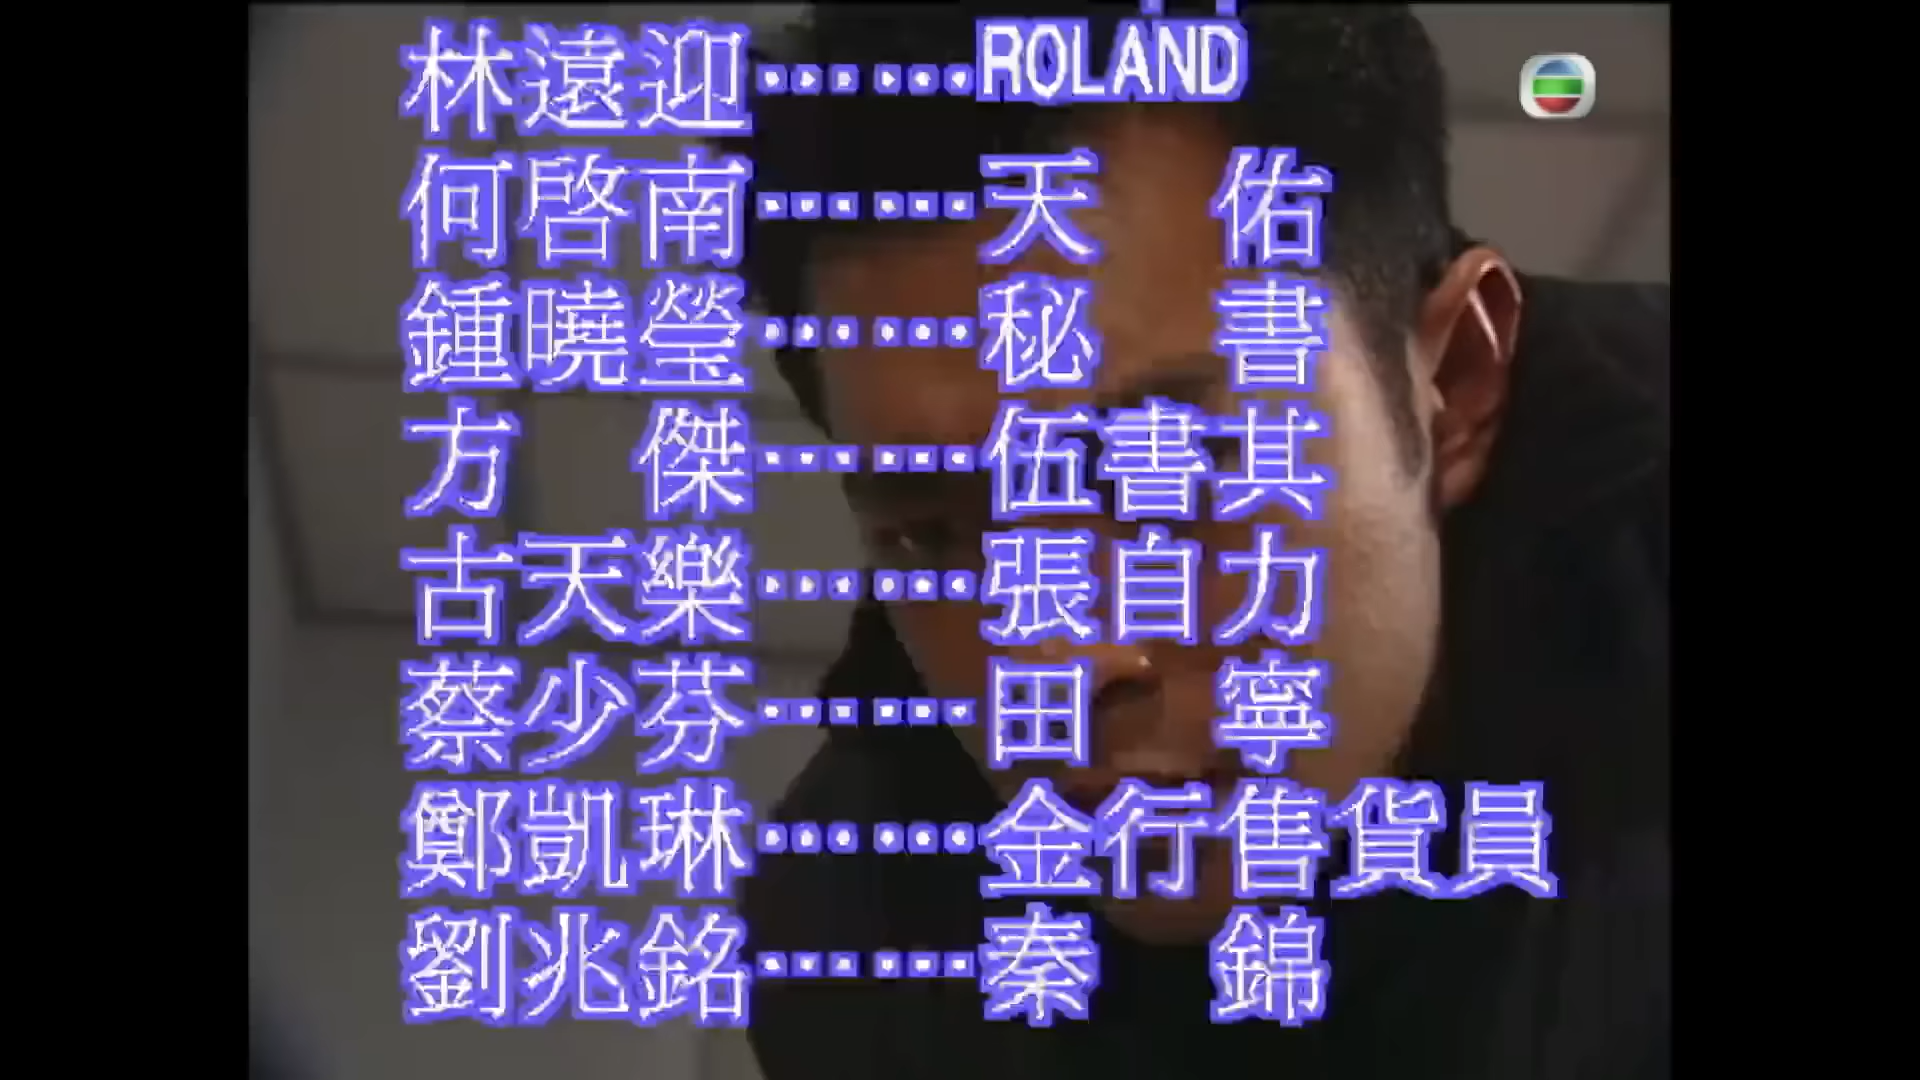 林遠迎⋯⋯ROLAND
何啓南⋯⋯天 佑
鍾曉瑩⋯⋯秘 書
方 傑⋯⋯伍書其
古天樂⋯⋯張自力
蔡少芬⋯⋯田 寧
鄭凱琳⋯⋯金行售貨員
劉兆銘⋯⋯秦 錦